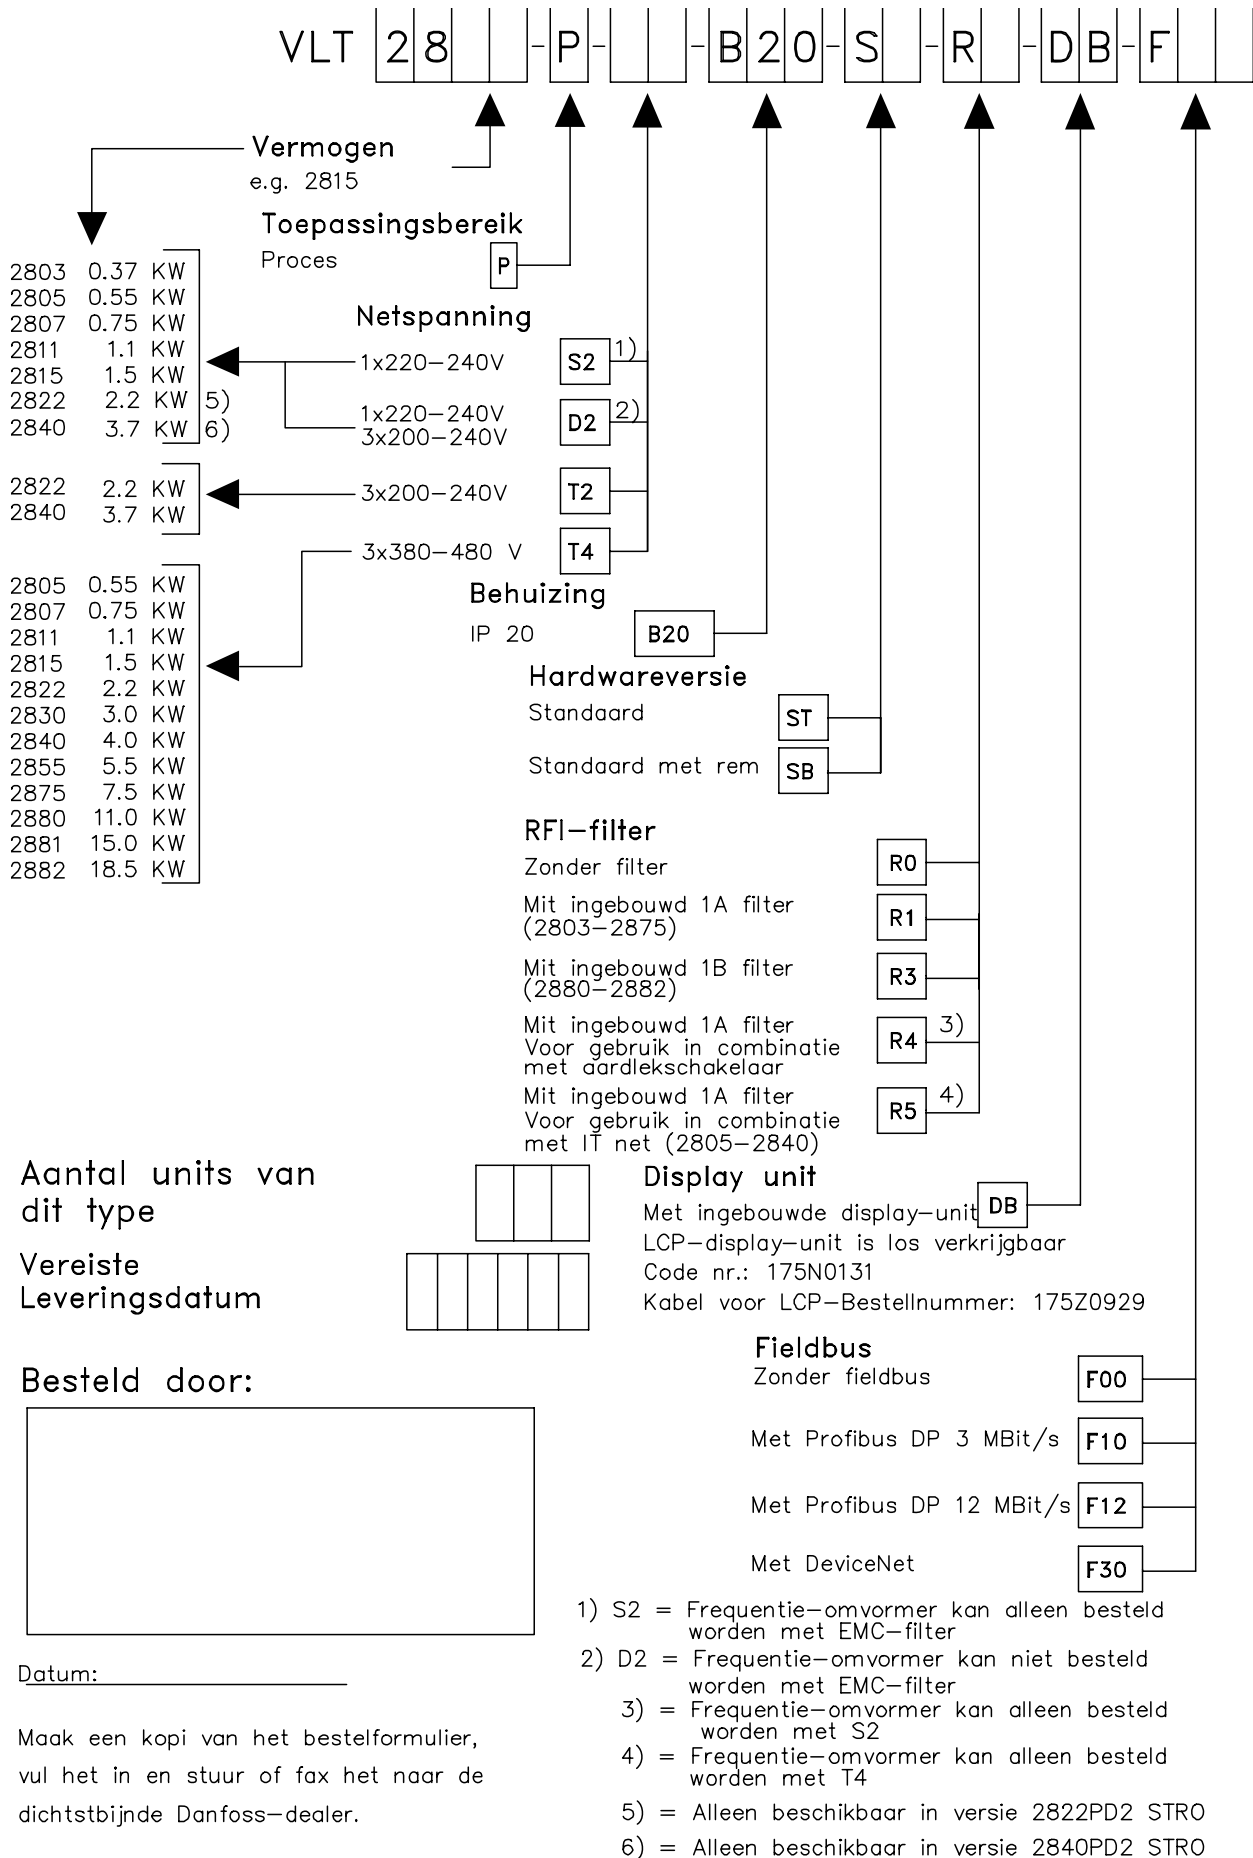 VLT 28 -P- -B20-S -R -DB-F
Vermogen
e.g. 2815
Toepassingsbereik
Proces P
2803 0.37 KW
2805 0.55 KW
2807 0.75 KW
2811 1.1 KW
2815 1.5 KW
2822 2.2 KW 5)
2840 3.7 KW 6)
2822 2.2 KW
2840 3.7 KW
2805 0.55 KW
2807 0.75 KW
2811 1.1 KW
2815 1.5 KW
2822 2.2 KW
2830 3.0 KW
2840 4.0 KW
2855 5.5 KW
2875 7.5 KW
2880 11.0 KW
2881 15.0 KW
2882 18.5 KW
Netspanning
1x220-240V S2 1)
1x220-240V
3x200-240V D2 2)
3x200-240V T2
3x380-480 V T4
Behuizing
IP 20 B20
Hardwareversie
Standaard ST
Standaard met rem SB
RFI-filter
Zonder filter R0
Mit ingebouwd 1A filter
(2803-2875) R1
Mit ingebouwd 1B filter
(2880-2882) R3
Mit ingebouwd 1A filter
Voor gebruik in combinatie
met aardlekschakelaar R4 3)
Mit ingebouwd 1A filter
Voor gebruik in combinatie
met IT net (2805-2840) R5 4)
Aantal units van
dit type
Vereiste
Leveringsdatum
Display unit
Met ingebouwde display-unit DB
LCP-display-unit is los verkrijgbaar
Code nr.: 175N0131
Kabel voor LCP-Bestellnummer: 175Z0929
Besteld door:
Fieldbus
Zonder fieldbus F00
Met Profibus DP 3 MBit/s F10
Met Profibus DP 12 MBit/s F12
Met DeviceNet F30
Datum:
Maak een kopi van het bestelformulier,
vul het in en stuur of fax het naar de
dichtstbijnde Danfoss-dealer.
1) S2 = Frequentie-omvormer kan alleen besteld
worden met EMC-filter
2) D2 = Frequentie-omvormer kan niet besteld
worden met EMC-filter
3) = Frequentie-omvormer kan alleen besteld
worden met S2
4) = Frequentie-omvormer kan alleen besteld
worden met T4
5) = Alleen beschikbaar in versie 2822PD2 STR0
6) = Alleen beschikbaar in versie 2840PD2 STR0